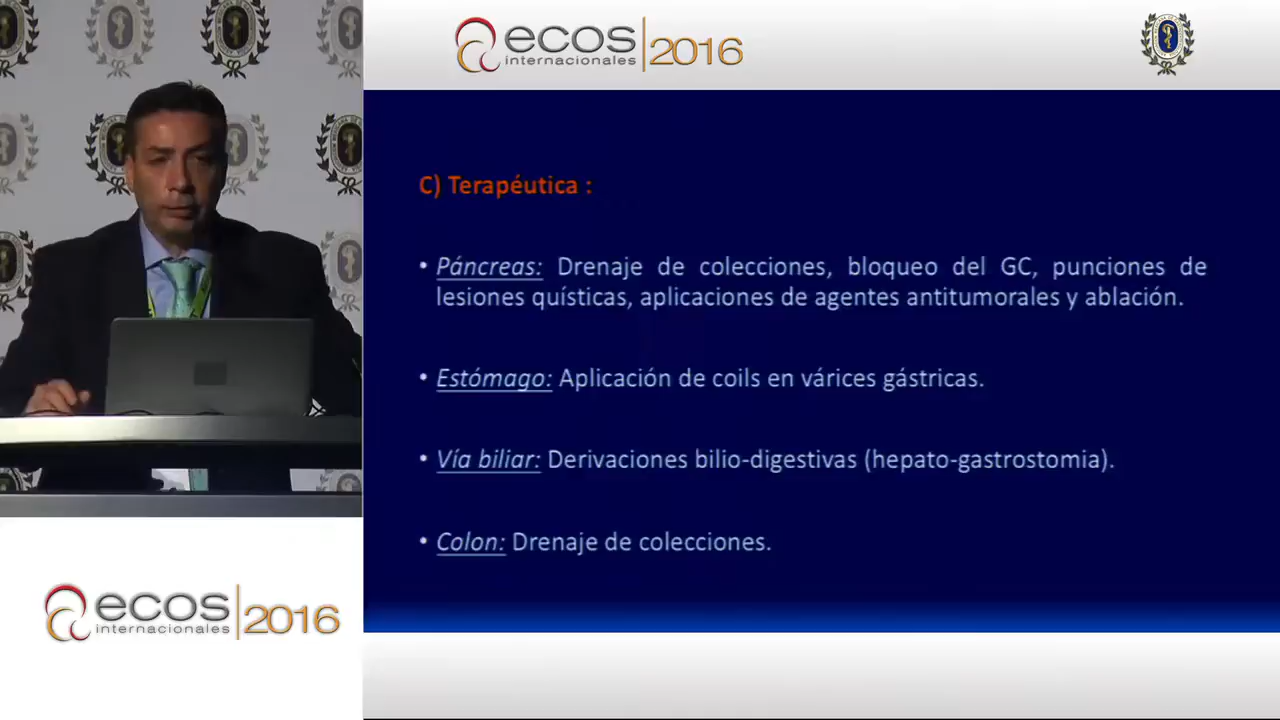 ecos
internacionales
2016
C) Terapéutica :
• Páncreas: Drenaje de colecciones, bloqueo del GC, punciones de
lesiones quísticas, aplicaciones de agentes antitumorales y ablación.
• Estómago: Aplicación de coils en várices gástricas.
• Vía biliar: Derivaciones bilio-digestivas (hepato-gastrostomia).
• Colon: Drenaje de colecciones.
ecos
internacionales
2016